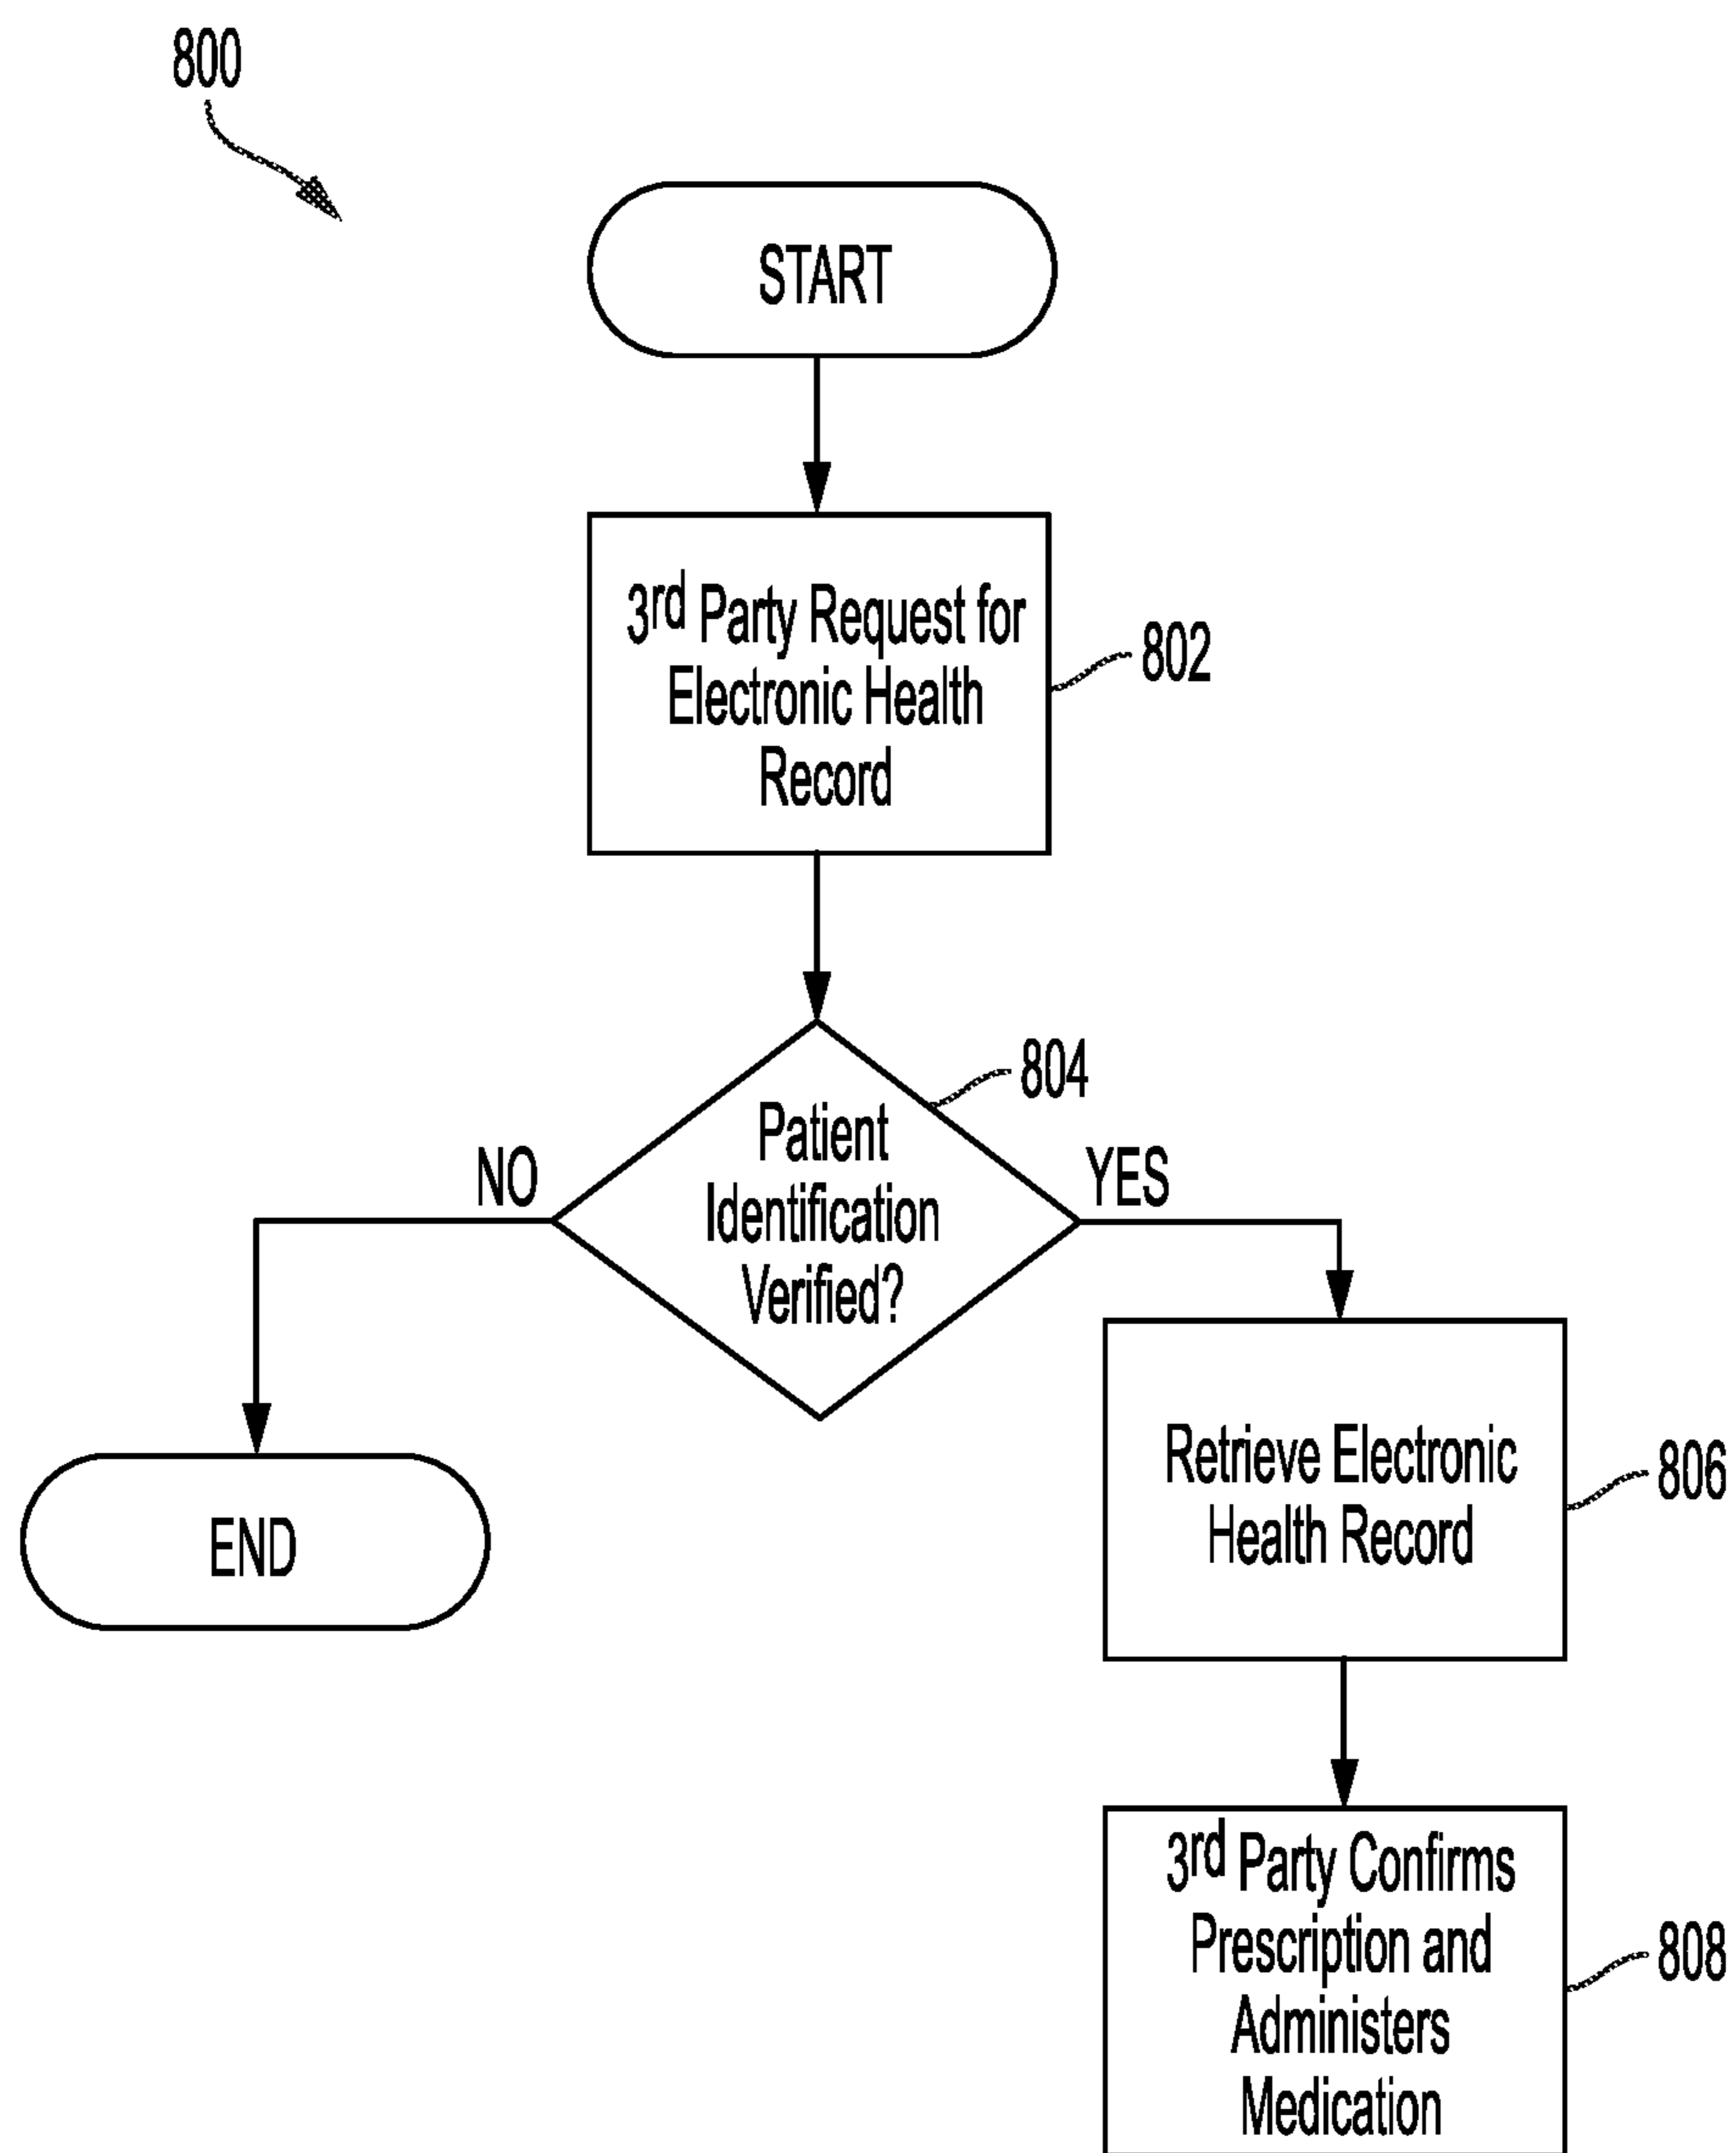 800
START
3rd Party Request for
Electronic Health
Record
802
804
Patient
Identification
Verified?
NO
YES
END
Retrieve Electronic
Health Record
806
3rd Party Confirms
Prescription and
Administers
Medication
808